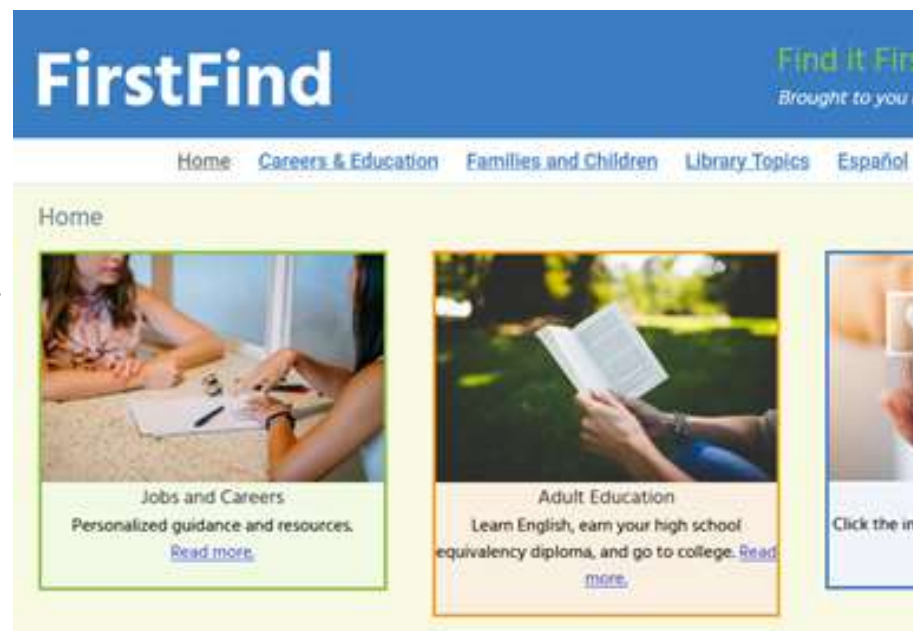 FirstFind
Find it
Brought to you
Home Careers & Education Families and Children Library Topics Español
Home
Jobs and Careers
Personalized guidance and resources.
Read more.
Adult Education
Learn English, earn your high school
equivalency diploma, and go to college. Read
more.
Click the